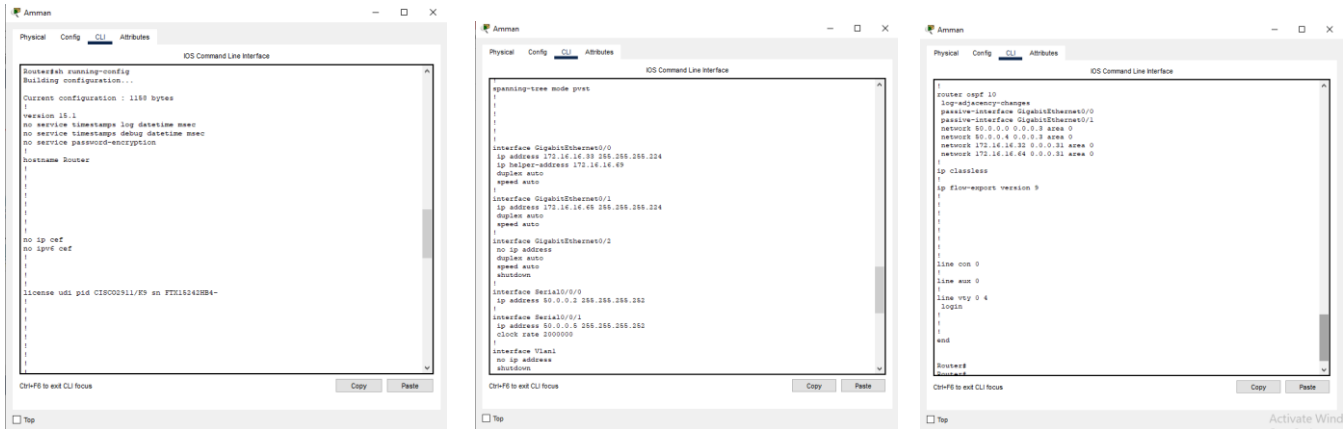 Amman
Physical Config CLI Attributes
IOS Command Line Interface
Router#sh running-config
Building configuration...
Current configuration : 1158 bytes
!
version 15.1
no service timestamps log datetime msec
no service timestamps debug datetime msec
no service password-encryption
!
hostname Router
!
!
!
!
!
!
!
!
no ip cef
no ipv6 cef
!
!
!
!
license udi pid CISCO2911/K9 sn FTX15242HB4-
!
!
!
!
!
!
!
!
!
Ctrl+F6 to exit CLI focus
Copy Paste
Top
Amman
Physical Config CLI Attributes
IOS Command Line Interface
!
spanning-tree mode pvst
!
!
!
!
!
!
interface GigabitEthernet0/0
ip address 172.16.16.33 255.255.255.224
ip helper-address 172.16.16.69
duplex auto
speed auto
!
interface GigabitEthernet0/1
ip address 172.16.16.65 255.255.255.224
duplex auto
speed auto
!
interface GigabitEthernet0/2
no ip address
duplex auto
speed auto
shutdown
!
interface Serial0/0/0
ip address 50.0.0.2 255.255.255.252
!
interface Serial0/0/1
ip address 50.0.0.5 255.255.255.252
clock rate 2000000
!
interface Vlan1
no ip address
shutdown
Ctrl+F6 to exit CLI focus
Copy Paste
Top
Amman
Physical Config CLI Attributes
IOS Command Line Interface
!
router ospf 10
log-adjacency-changes
passive-interface GigabitEthernet0/0
passive-interface GigabitEthernet0/1
network 50.0.0.0 0.0.0.3 area 0
network 50.0.0.4 0.0.0.3 area 0
network 172.16.16.32 0.0.0.31 area 0
network 172.16.16.64 0.0.0.31 area 0
!
ip classless
!
ip flow-export version 9
!
!
!
!
!
!
!
!
line con 0
!
line aux 0
!
line vty 0 4
login
!
!
!
end
Router#
Router#
Ctrl+F6 to exit CLI focus
Copy Paste
Top
Activate Wind